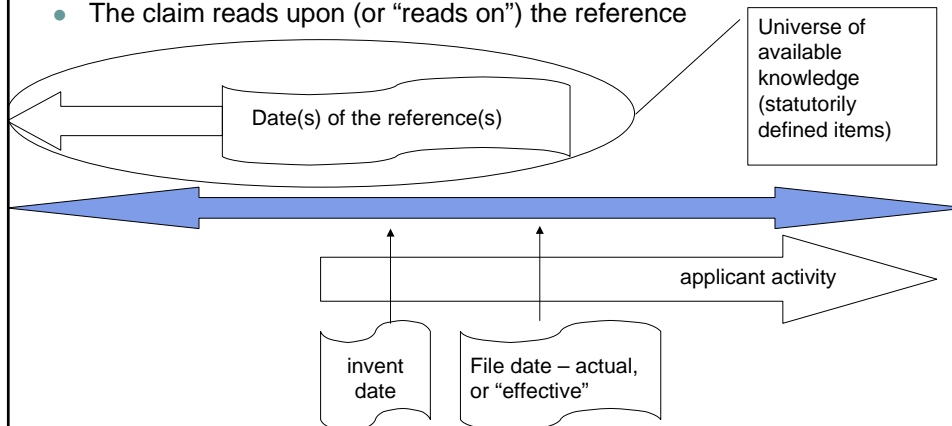 • The claim reads upon (or “reads on”) the reference
Universe of
available
knowledge
(statutorily
defined items)
Date(s) of the reference(s)
applicant activity
invent
date
File date – actual,
or “effective”